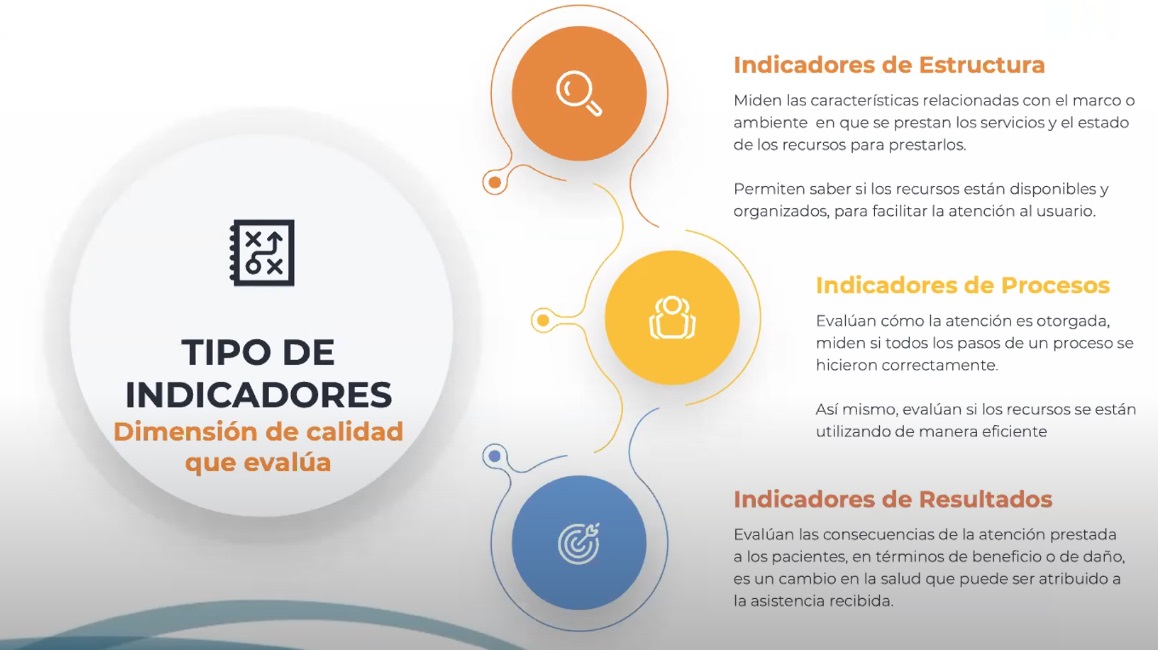 TIPO DE
INDICADORES
Dimensión de calidad
que evalúa
Indicadores de Estructura
Miden las características relacionadas con el marco o
ambiente en que se prestan los servicios y el estado
de los recursos para prestarlos.
Permiten saber si los recursos están disponibles y
organizados, para facilitar la atención al usuario.
Indicadores de Procesos
Evalúan cómo la atención es otorgada,
miden si todos los pasos de un proceso se
hicieron correctamente.
Así mismo, evalúan si los recursos se están
utilizando de manera eficiente
Indicadores de Resultados
Evalúan las consecuencias de la atención prestada
a los pacientes, en términos de beneficio o de daño,
es un cambio en la salud que puede ser atribuido a
la asistencia recibida.